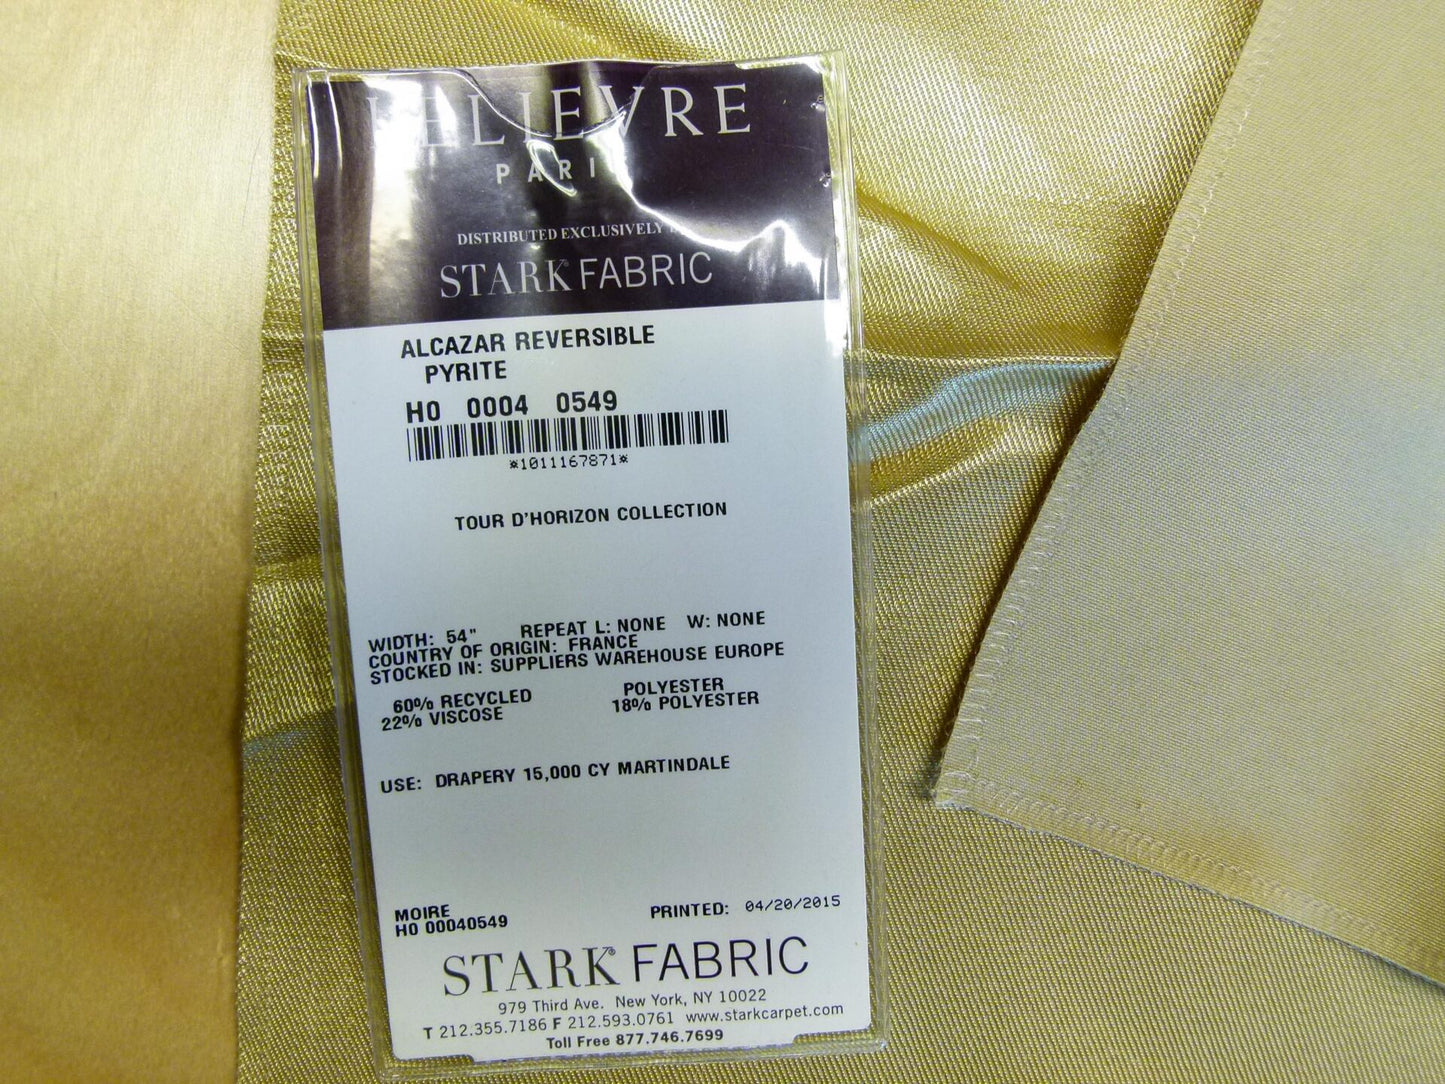 LELIEVRE
PARIS
DISTRIBUTED EXCLUSIVELY
STARK® FABRIC
ALCAZAR REVERSIBLE
PYRITE
H0 0004 0549
*1011167871*
TOUR D'HORIZON COLLECTION
WIDTH: 54" REPEAT L: NONE W: NONE
COUNTRY OF ORIGIN: FRANCE
STOCKED IN: SUPPLIERS WAREHOUSE EUROPE
60% RECYCLED POLYESTER
22% VISCOSE 18% POLYESTER
USE: DRAPERY 15,000 CY MARTINDALE
MOIRE PRINTED: 04/20/2015
H0 00040549
STARK® FABRIC
979 Third Ave. New York, NY 10022
T 212.355.7186 F 212.593.0761 www.starkcarpet.com
Toll Free 877.746.7699